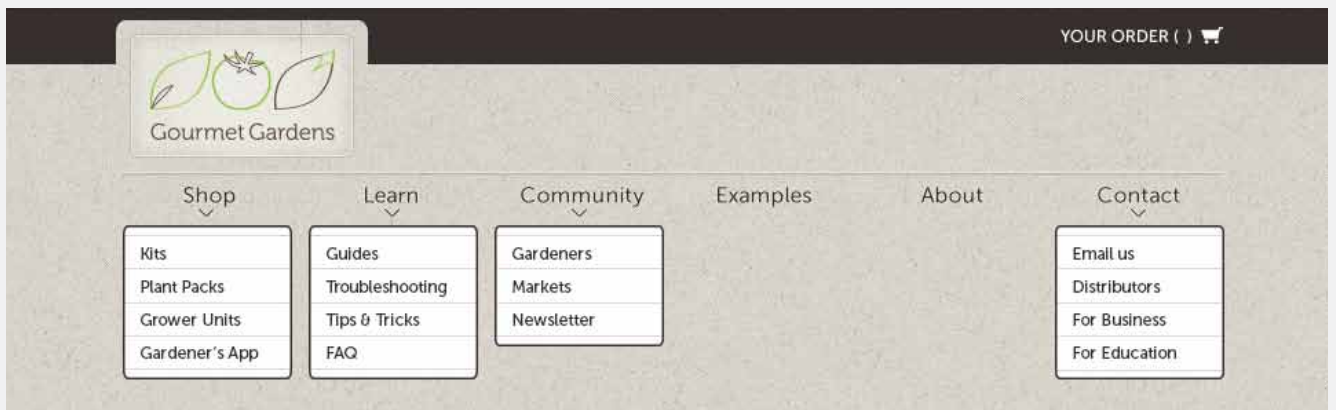 YOUR ORDER ( )
Gourmet Gardens
Shop Learn Community Examples About Contact
Kits
Plant Packs
Grower Units
Gardener's App
Guides
Troubleshooting
Tips & Tricks
FAQ
Gardeners
Markets
Newsletter
Email us
Distributors
For Business
For Education